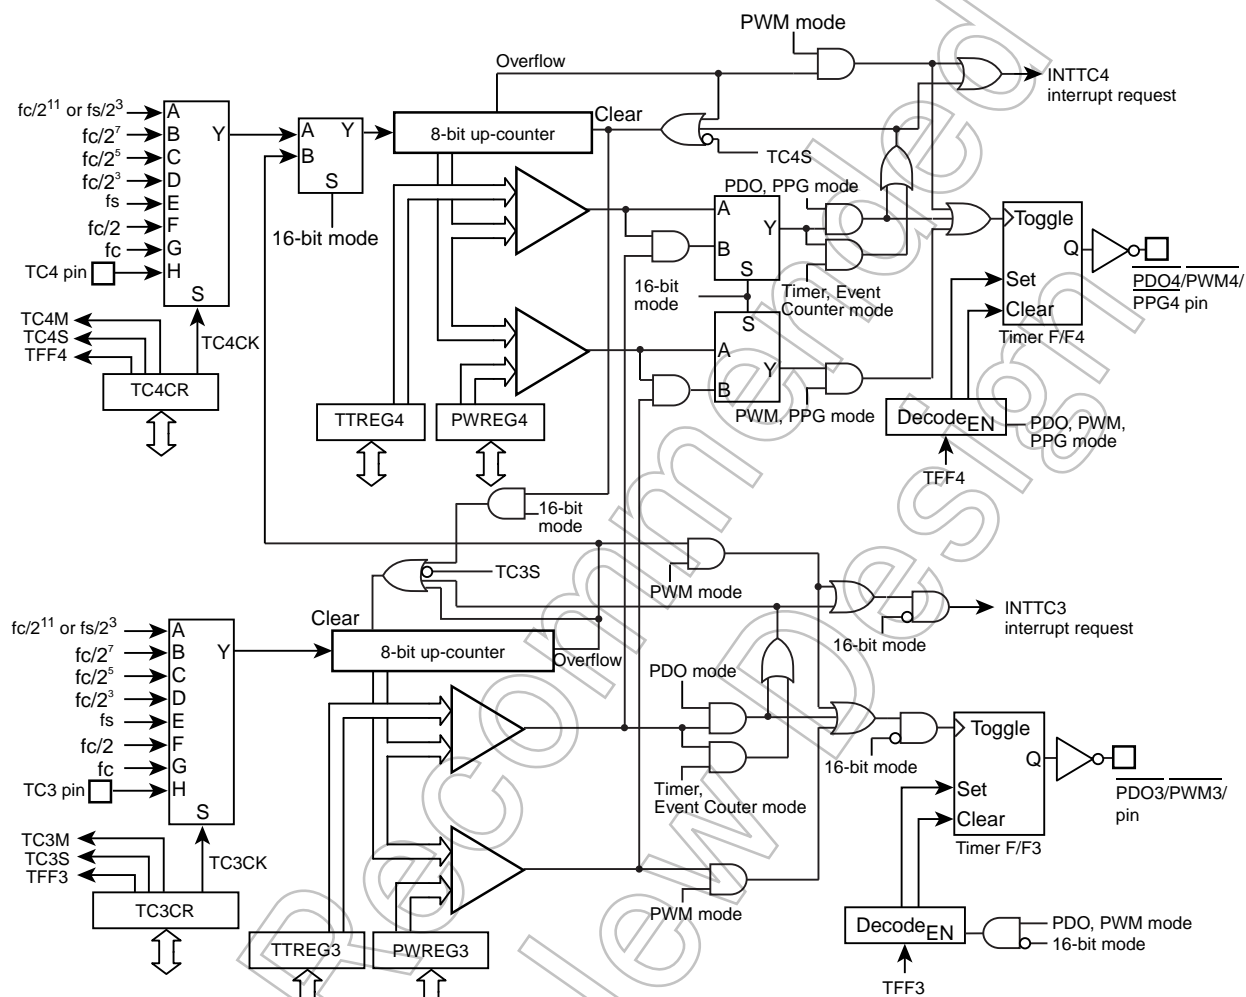 PWM mode
Overflow
INTTC4
interrupt request
fc/2¹¹ or fs/2³
fc/2⁷
fc/2⁵
fc/2³
fs
fc/2
fc
TC4 pin
A
B
C
D
E
F
G
H
Y
S
A
B
Y
S
16-bit mode
8-bit up-counter
Clear
TC4S
PDO, PPG mode
A
B
Y
S
16-bit
mode
Timer, Event
Counter mode
S
A
B
Y
PWM, PPG mode
Toggle
Q
Set
Clear
Timer F/F4
PDO4/PWM4/
PPG4 pin
TC4M
TC4S
TFF4
TC4CK
TC4CR
TTREG4
PWREG4
Decode
EN
PDO, PWM,
PPG mode
TFF4
16-bit
mode
TC3S
PWM mode
INTTC3
interrupt request
16-bit mode
fc/2¹¹ or fs/2³
fc/2⁷
fc/2⁵
fc/2³
fs
fc/2
fc
TC3 pin
A
B
C
D
E
F
G
H
Y
S
Clear
8-bit up-counter
Overflow
PDO mode
Timer,
Event Couter mode
16-bit mode
Toggle
Q
Set
Clear
Timer F/F3
PDO3/PWM3/
pin
TC3M
TC3S
TFF3
TC3CK
TC3CR
TTREG3
PWREG3
PWM mode
Decode
EN
PDO, PWM mode
16-bit mode
TFF3
Recommended
New Design